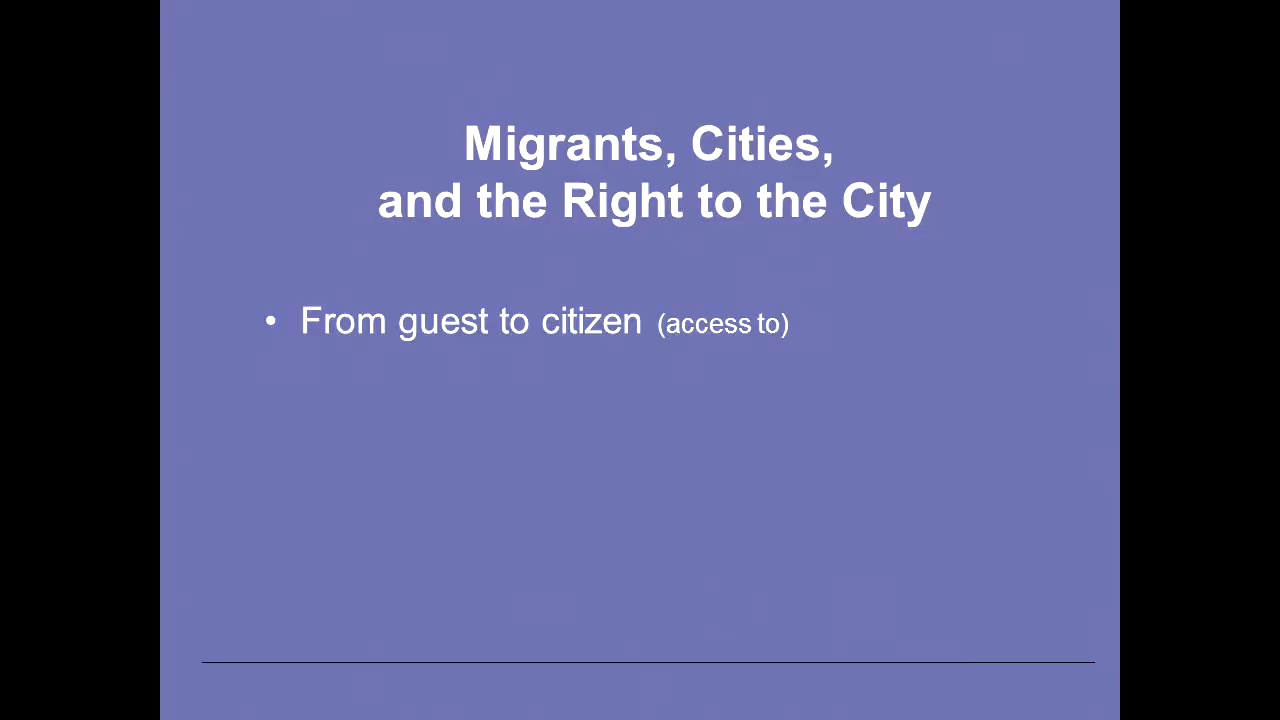 Migrants, Cities,
and the Right to the City
• From guest to citizen (access to)